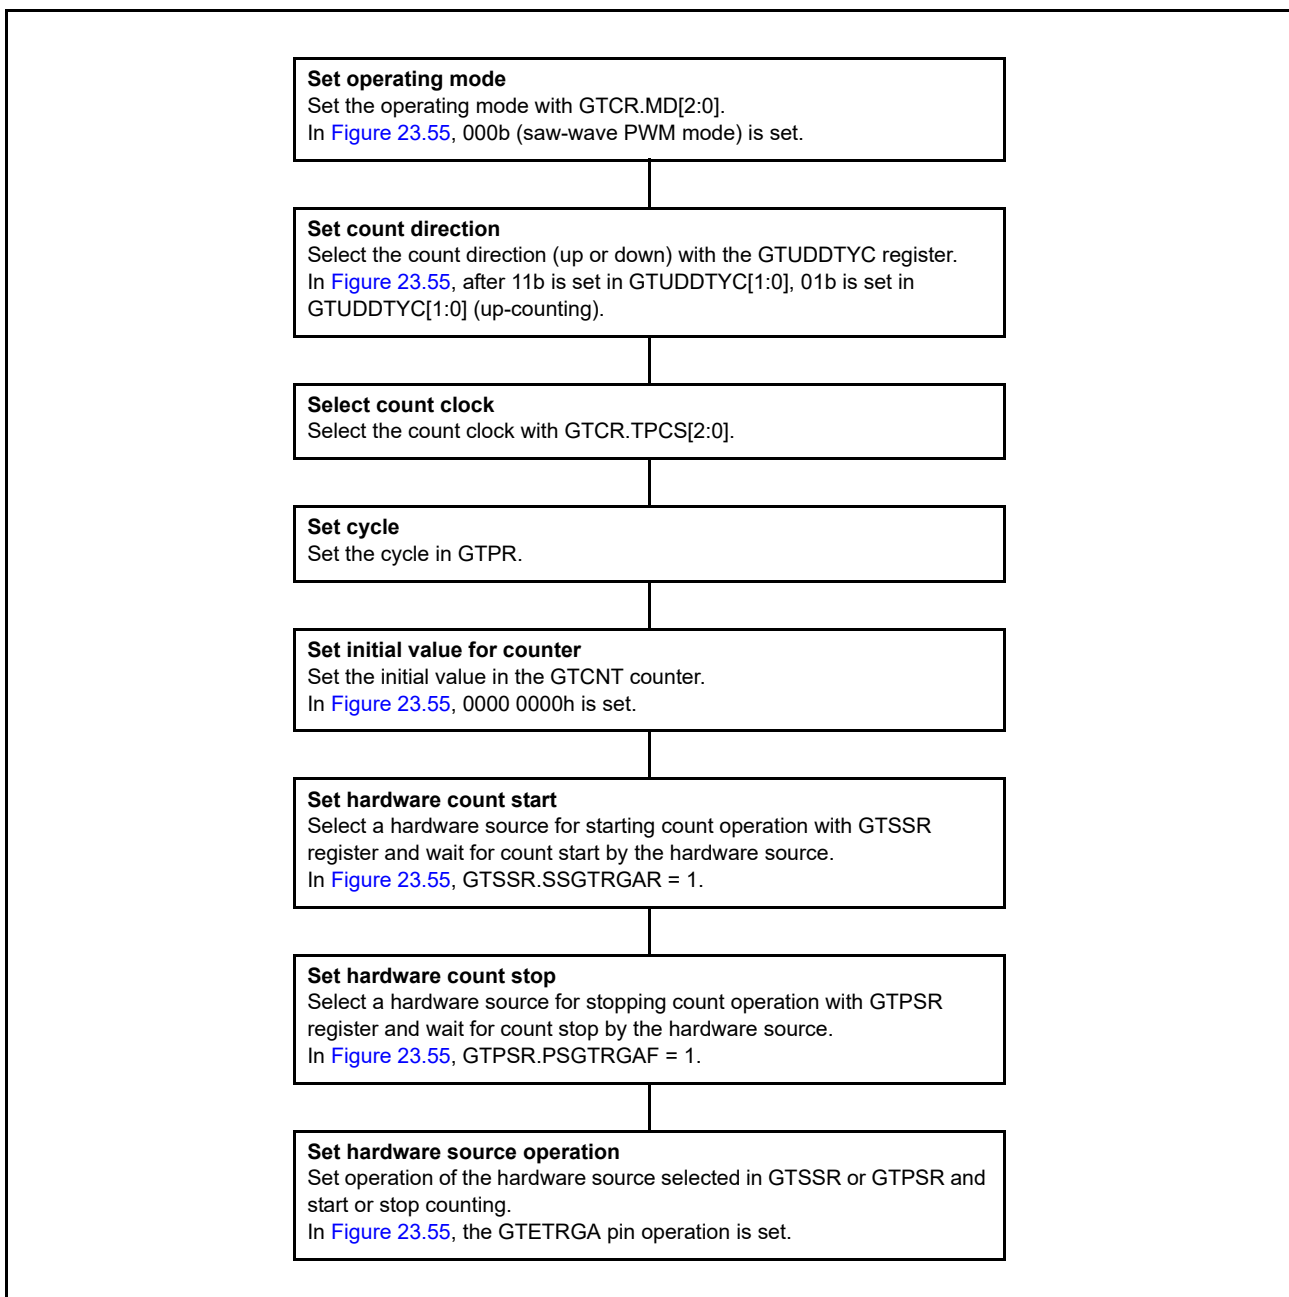 Set operating mode
Set the operating mode with GTCR.MD[2:0].
In Figure 23.55, 000b (saw-wave PWM mode) is set.
Set count direction
Select the count direction (up or down) with the GTUDDTYC register.
In Figure 23.55, after 11b is set in GTUDDTYC[1:0], 01b is set in
GTUDDTYC[1:0] (up-counting).
Select count clock
Select the count clock with GTCR.TPCS[2:0].
Set cycle
Set the cycle in GTPR.
Set initial value for counter
Set the initial value in the GTCNT counter.
In Figure 23.55, 0000 0000h is set.
Set hardware count start
Select a hardware source for starting count operation with GTSSR
register and wait for count start by the hardware source.
In Figure 23.55, GTSSR.SSGTRGAR = 1.
Set hardware count stop
Select a hardware source for stopping count operation with GTPSR
register and wait for count stop by the hardware source.
In Figure 23.55, GTPSR.PSGTRGAF = 1.
Set hardware source operation
Set operation of the hardware source selected in GTSSR or GTPSR and
start or stop counting.
In Figure 23.55, the GTETRGA pin operation is set.